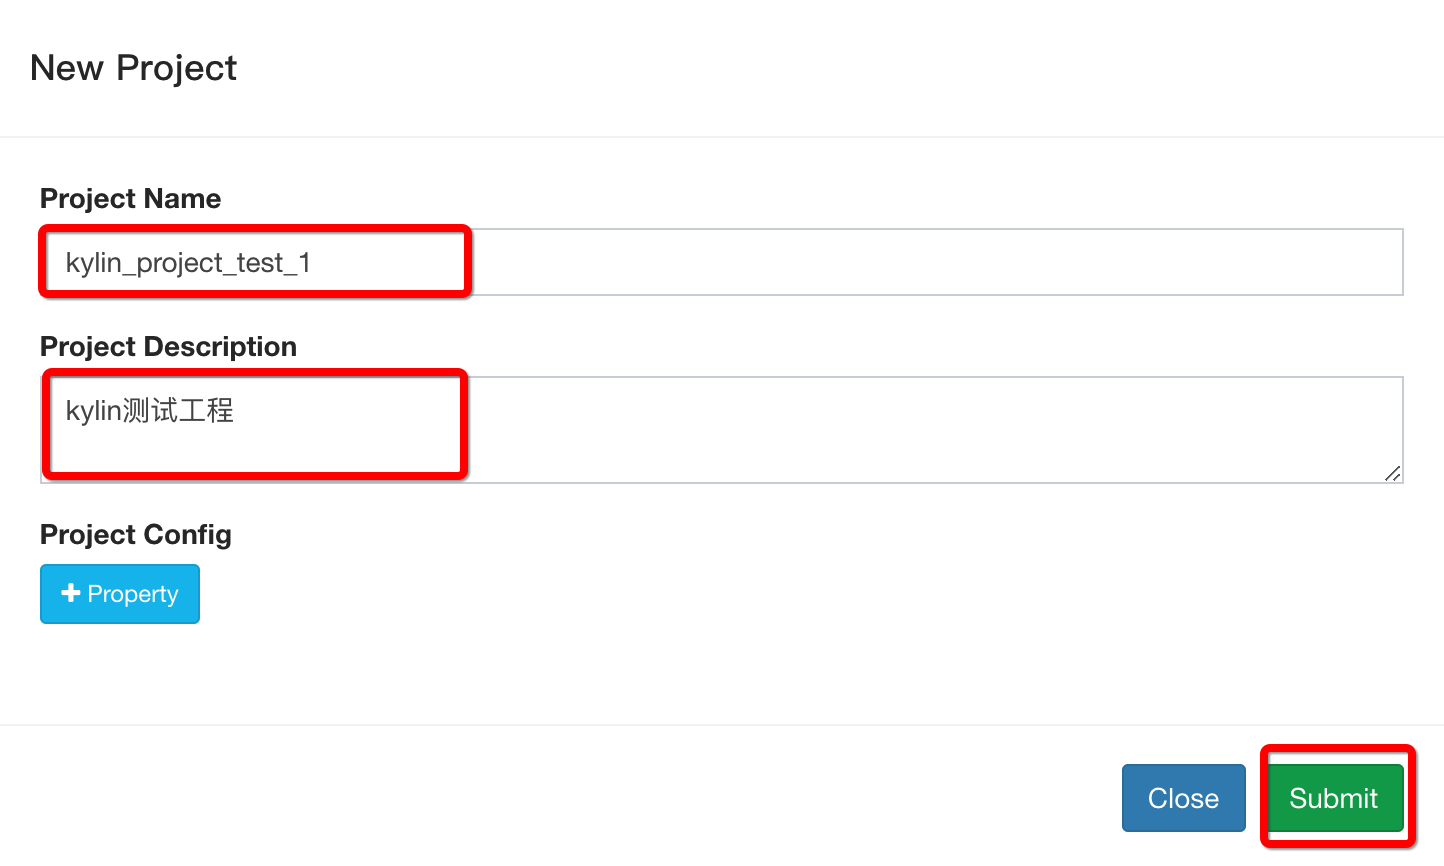 New Project
Project Name
kylin_project_test_1
Project Description
kylin测试工程
Project Config
Property
Close
Submit